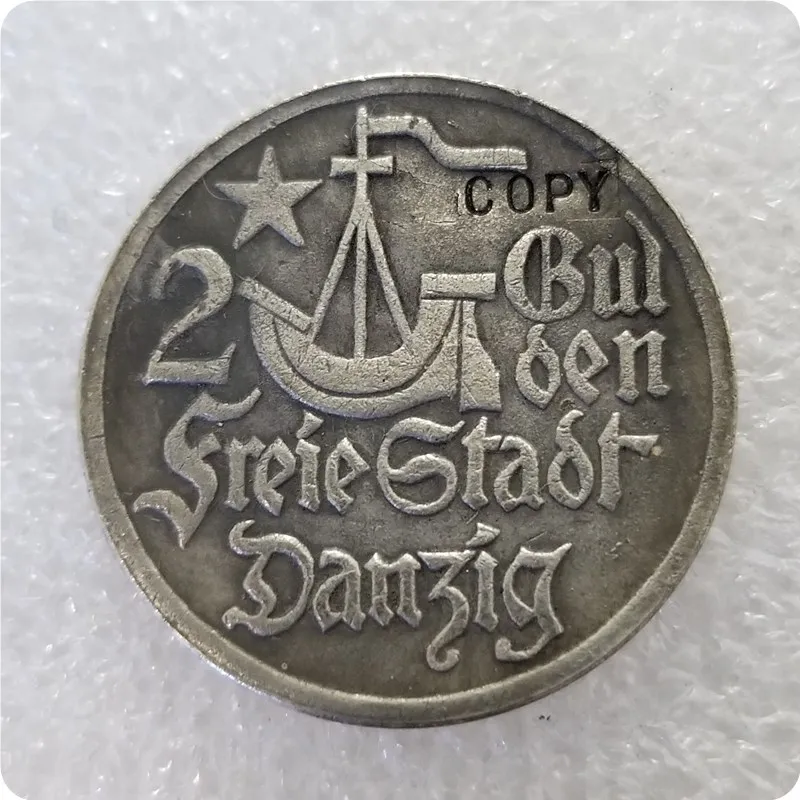 COPY
2 Gul
den
Freie Stadt
Danzig